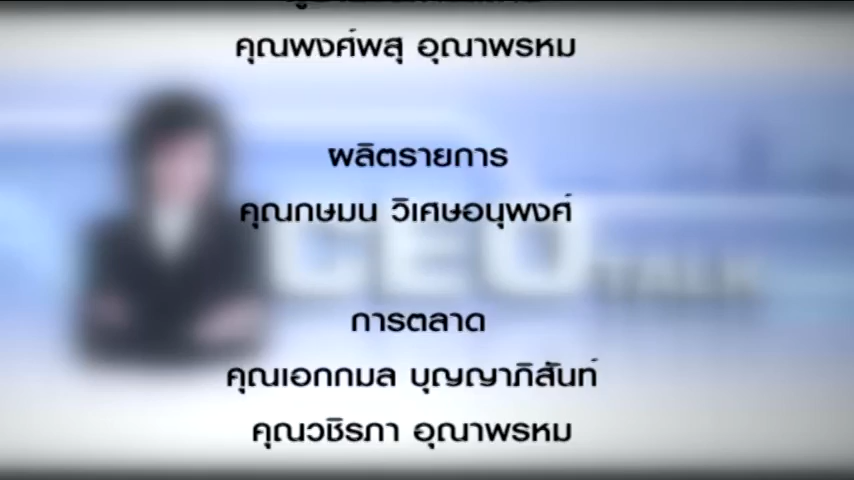 คุณพงศ์พสุ อุณาพรหม
ผลิตรายการ
คุณกษมน วิเศษอนุพงศ์
CEO TALK
การตลาด
คุณเอกกมล บุญญาภิสันท์
คุณวชิรภา อุณาพรหม